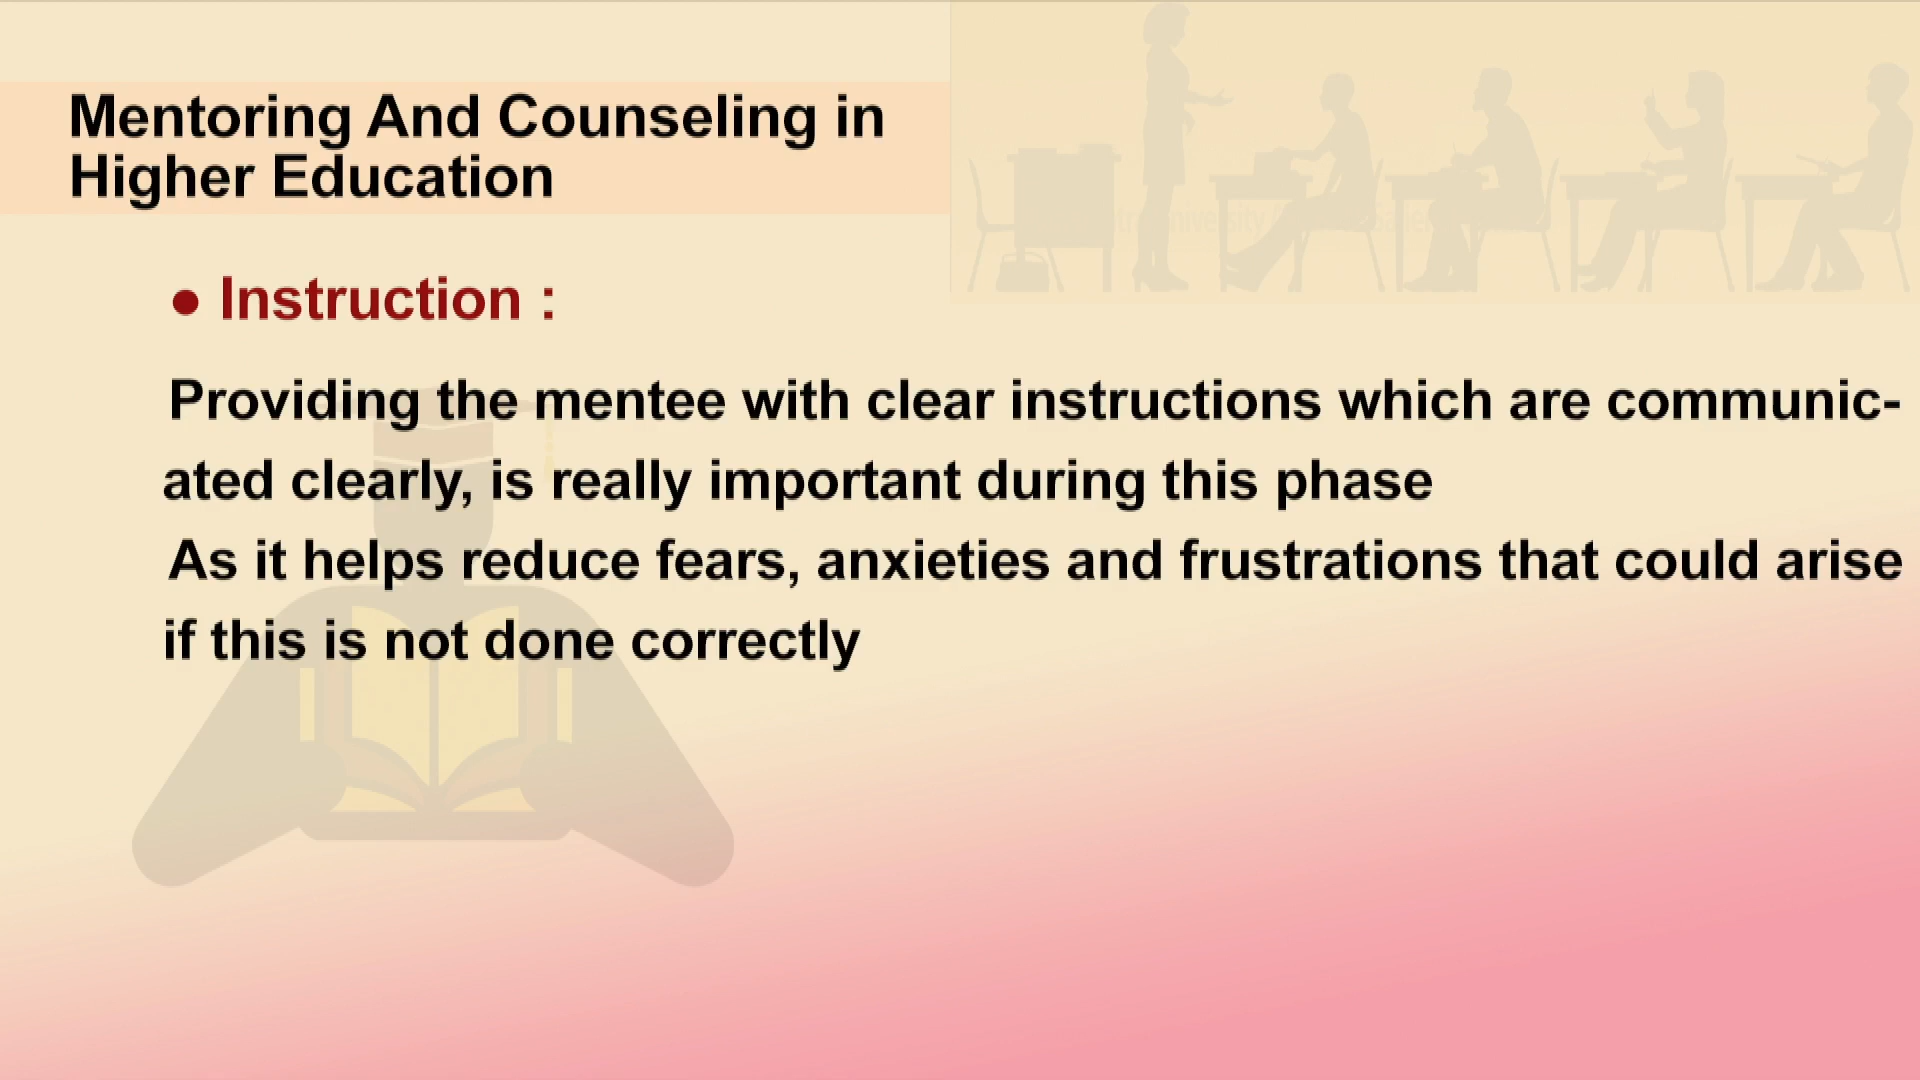 Mentoring And Counseling in
Higher Education
● Instruction :
Providing the mentee with clear instructions which are communic-
ated clearly, is really important during this phase
As it helps reduce fears, anxieties and frustrations that could arise
if this is not done correctly